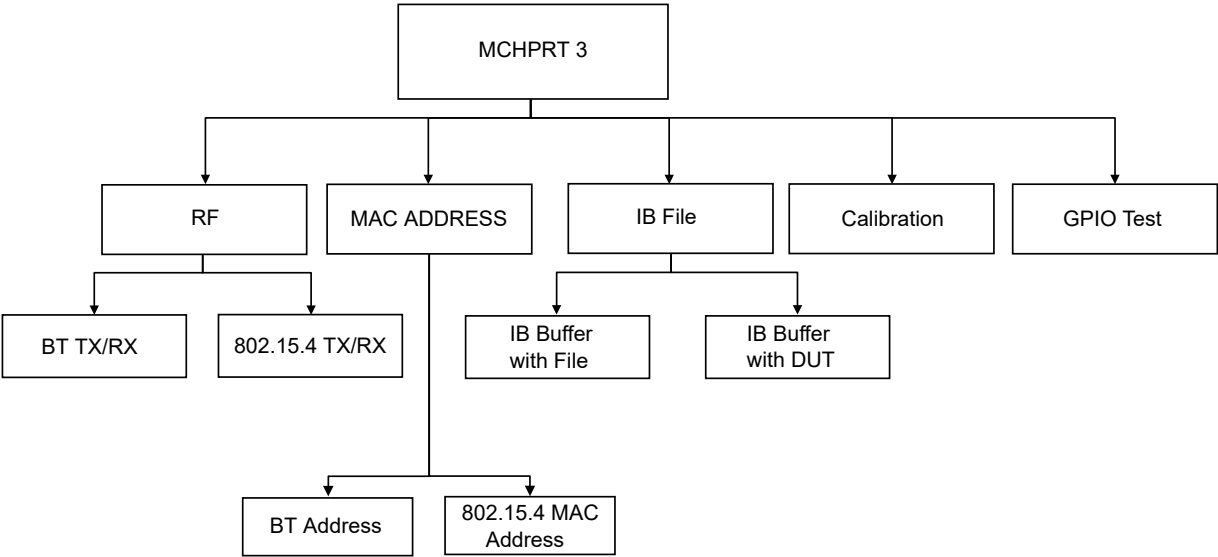 MCHPRT 3
RF
MAC ADDRESS
IB File
Calibration
GPIO Test
BT TX/RX
802.15.4 TX/RX
IB Buffer
with File
IB Buffer
with DUT
BT Address
802.15.4 MAC
Address